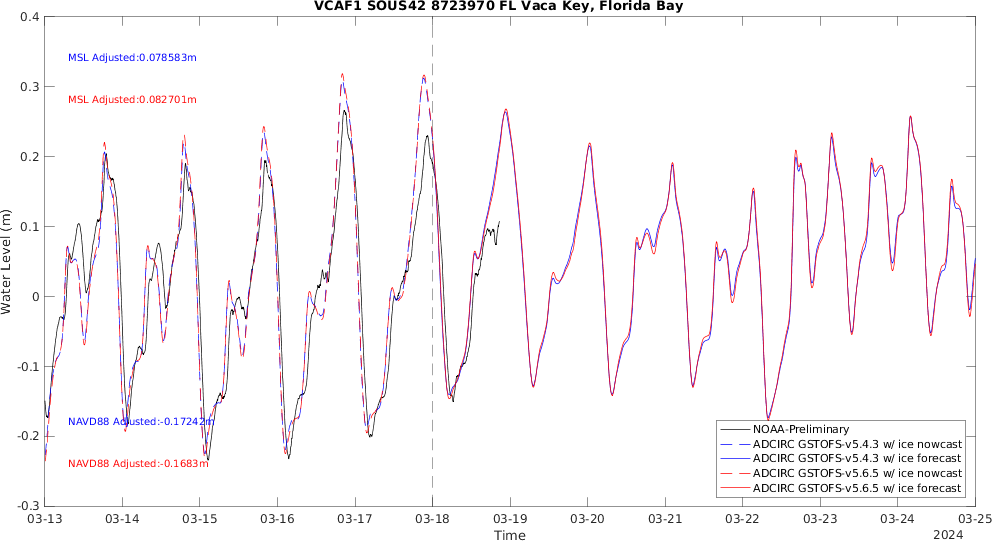 VCAF1 SOUS42 8723970 FL Vaca Key, Florida Bay
0.4
0.3
0.2
0.1
0
-0.1
-0.2
-0.3
Water Level (m)
MSL Adjusted:0.078583m
MSL Adjusted:0.082701m
NAVD88 Adjusted:-0.17242m
NAVD88 Adjusted:-0.1683m
NOAA-Preliminary
ADCIRC GSTOFS-v5.4.3 w/ ice nowcast
ADCIRC GSTOFS-v5.4.3 w/ ice forecast
ADCIRC GSTOFS-v5.6.5 w/ ice nowcast
ADCIRC GSTOFS-v5.6.5 w/ ice forecast
03-13 03-14 03-15 03-16 03-17 03-18 03-19 03-20 03-21 03-22 03-23 03-24 03-25
Time
2024